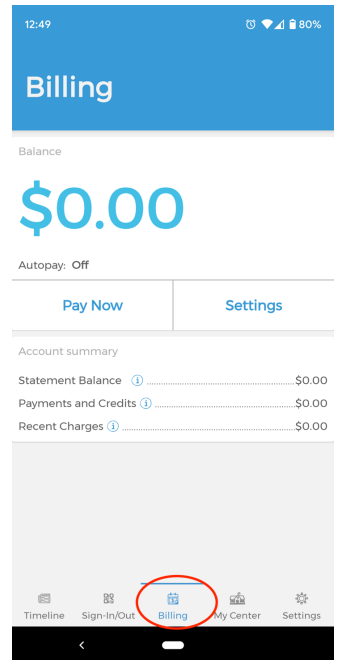 12:49 80%
Billing
Balance
$0.00
Autopay: Off
Pay Now Settings
Account summary
Statement Balance i ........................................ $0.00
Payments and Credits i ........................................ $0.00
Recent Charges i ........................................ $0.00
Timeline Sign-In/Out Billing My Center Settings